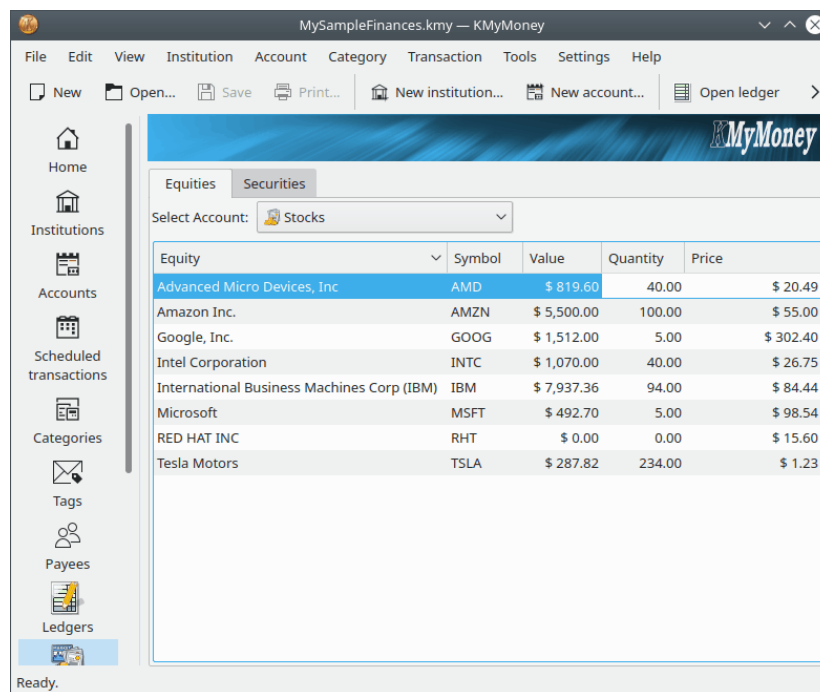 MySampleFinances.kmy — KMyMoney
File Edit View Institution Account Category Transaction Tools Settings Help
New Open... Save Print... New institution... New account... Open ledger
KMyMoney
Home
Institutions
Accounts
Scheduled
transactions
Categories
Tags
Payees
Ledgers
Equities Securities
Select Account: Stocks
Equity Symbol Value Quantity Price
Advanced Micro Devices, Inc AMD $ 819.60 40.00 $ 20.49
Amazon Inc. AMZN $ 5,500.00 100.00 $ 55.00
Google, Inc. GOOG $ 1,512.00 5.00 $ 302.40
Intel Corporation INTC $ 1,070.00 40.00 $ 26.75
International Business Machines Corp (IBM) IBM $ 7,937.36 94.00 $ 84.44
Microsoft MSFT $ 492.70 5.00 $ 98.54
RED HAT INC RHT $ 0.00 0.00 $ 15.60
Tesla Motors TSLA $ 287.82 234.00 $ 1.23
Ready.